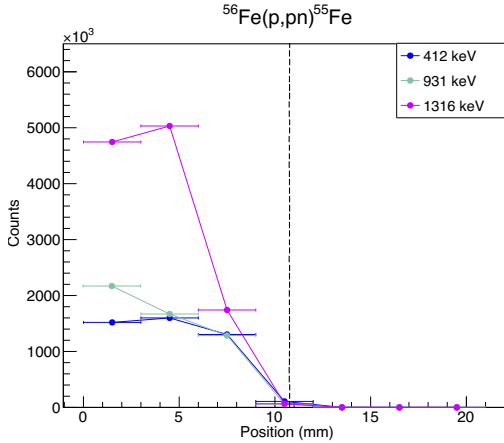 ⁵⁶Fe(p,pn)⁵⁵Fe
×10³
412 keV
931 keV
1316 keV
6000
5000
4000
3000
2000
1000
0
Counts
0 5 10 15 20
Position (mm)